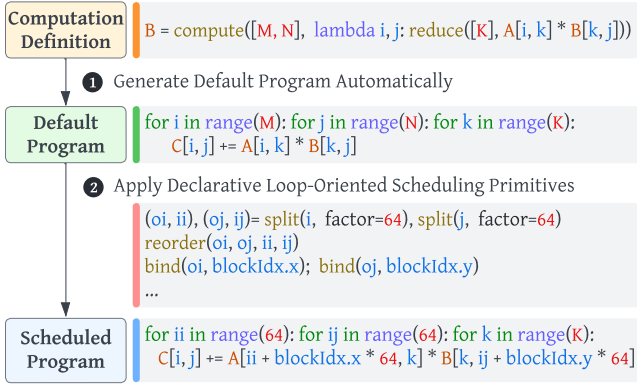 Computation
Definition
B = compute([M, N], lambda i, j: reduce([K], A[i, k] * B[k, j]))
1 Generate Default Program Automatically
Default
Program
for i in range(M): for j in range(N): for k in range(K):
C[i, j] += A[i, k] * B[k, j]
2 Apply Declarative Loop-Oriented Scheduling Primitives
(oi, ii), (oj, ij)= split(i, factor=64), split(j, factor=64)
reorder(oi, oj, ii, ij)
bind(oi, blockIdx.x); bind(oj, blockIdx.y)
...
Scheduled
Program
for ii in range(64): for ij in range(64): for k in range(K):
C[i, j] += A[ii + blockIdx.x * 64, k] * B[k, ij + blockIdx.y * 64]